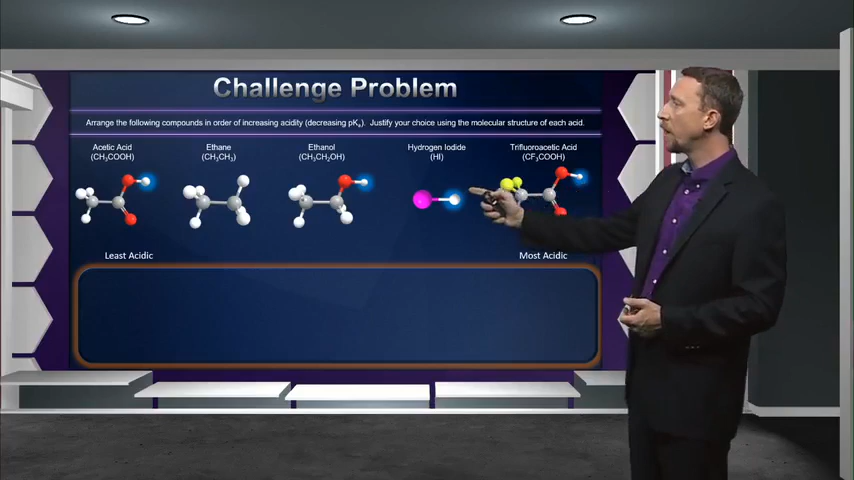 Challenge Problem
Arrange the following compounds in order of increasing acidity (decreasing pKₐ). Justify your choice using the molecular structure of each acid.
Acetic Acid
(CH₃COOH)
Ethane
(CH₃CH₃)
Ethanol
(CH₃CH₂OH)
Hydrogen Iodide
(HI)
Trifluroacetic Acid
(CF₃COOH)
Least Acidic
Most Acidic